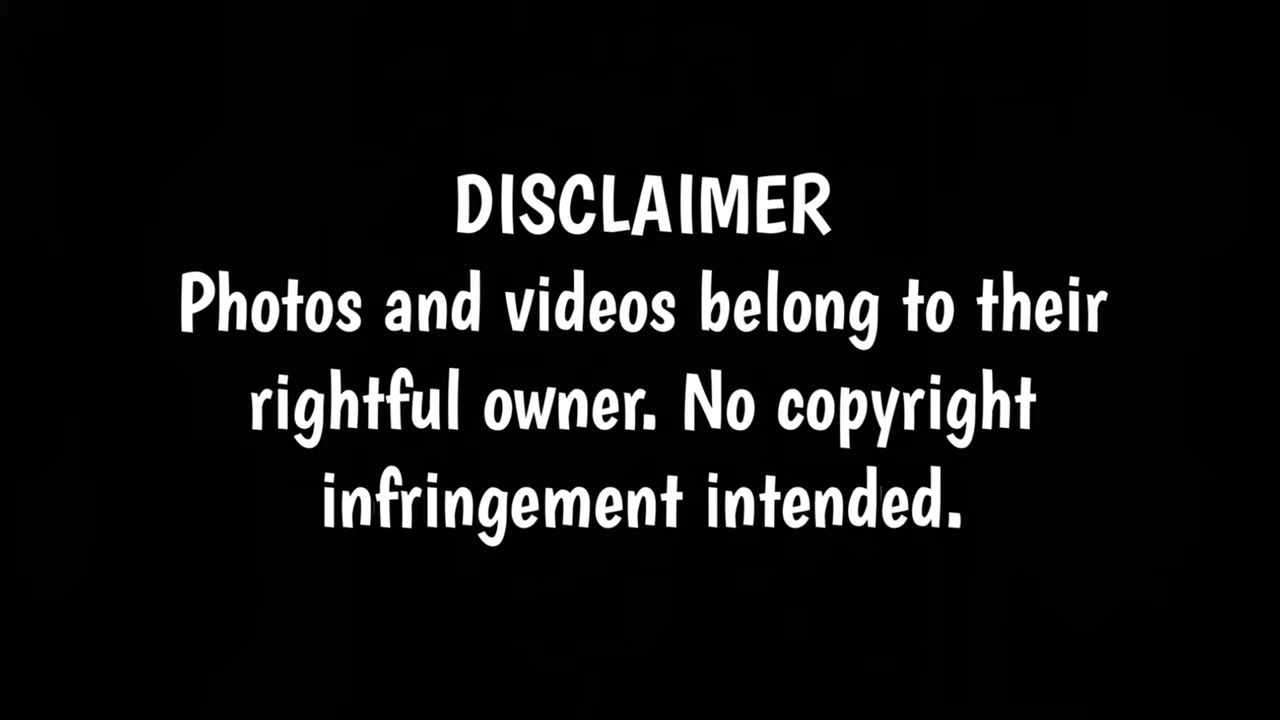 DISCLAIMER
Photos and videos belong to their
rightful owner. No copyright
infringement intended.